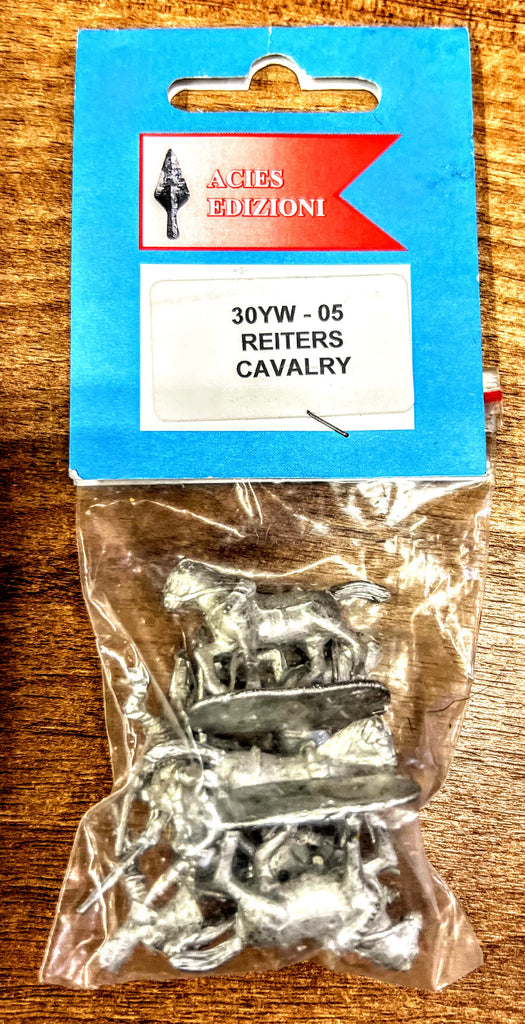 ACIES
EDIZIONI
30YW - 05
REITERS
CAVALRY